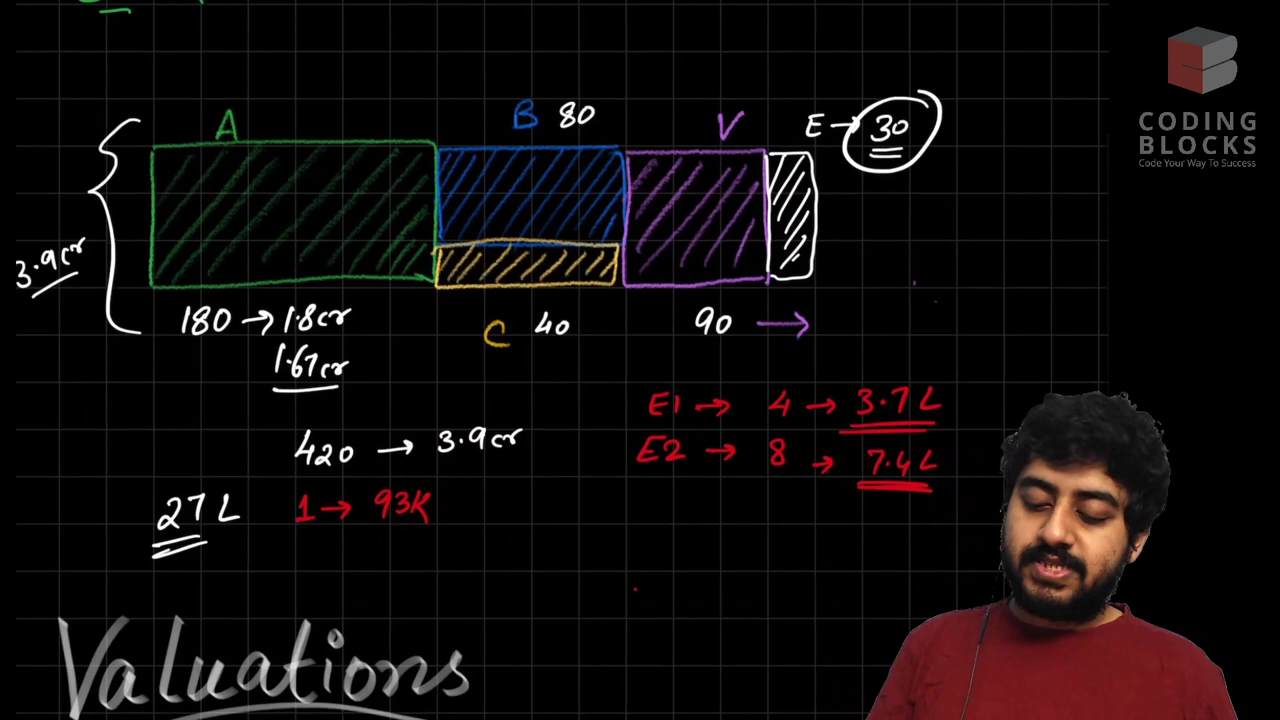 CODING
BLOCKS
Code Your Way To Success
A
B 80
V
E → 30
3.9cr
180 → 1.8cr
1.67cr
C 40
90 →
E1 → 4 → 3.7L
E2 → 8 → 7.4L
420 → 3.9cr
27L
1 → 93K
Valuations